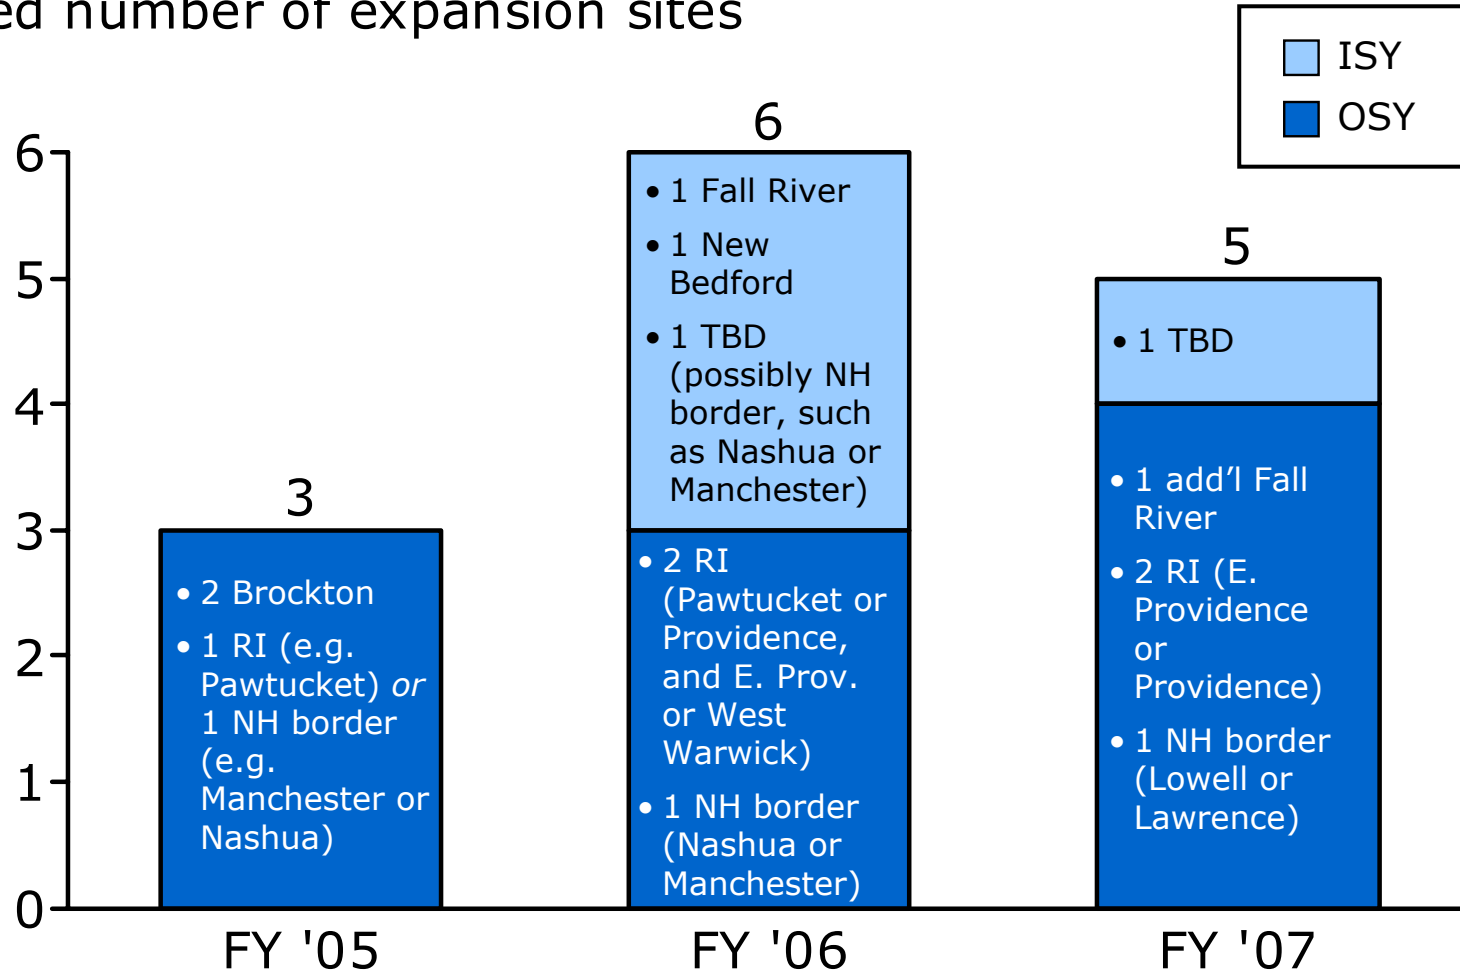 ed number of expansion sites
ISY
OSY
6
5
4
3
2
1
0
3
• 2 Brockton
• 1 RI (e.g.
Pawtucket) or
1 NH border
(e.g.
Manchester or
Nashua)
FY '05
6
• 1 Fall River
• 1 New
Bedford
• 1 TBD
(possibly NH
border, such
as Nashua or
Manchester)
• 2 RI
(Pawtucket or
Providence,
and E. Prov.
or West
Warwick)
• 1 NH border
(Nashua or
Manchester)
FY '06
5
• 1 TBD
• 1 add’l Fall
River
• 2 RI (E.
Providence
or
Providence)
• 1 NH border
(Lowell or
Lawrence)
FY '07